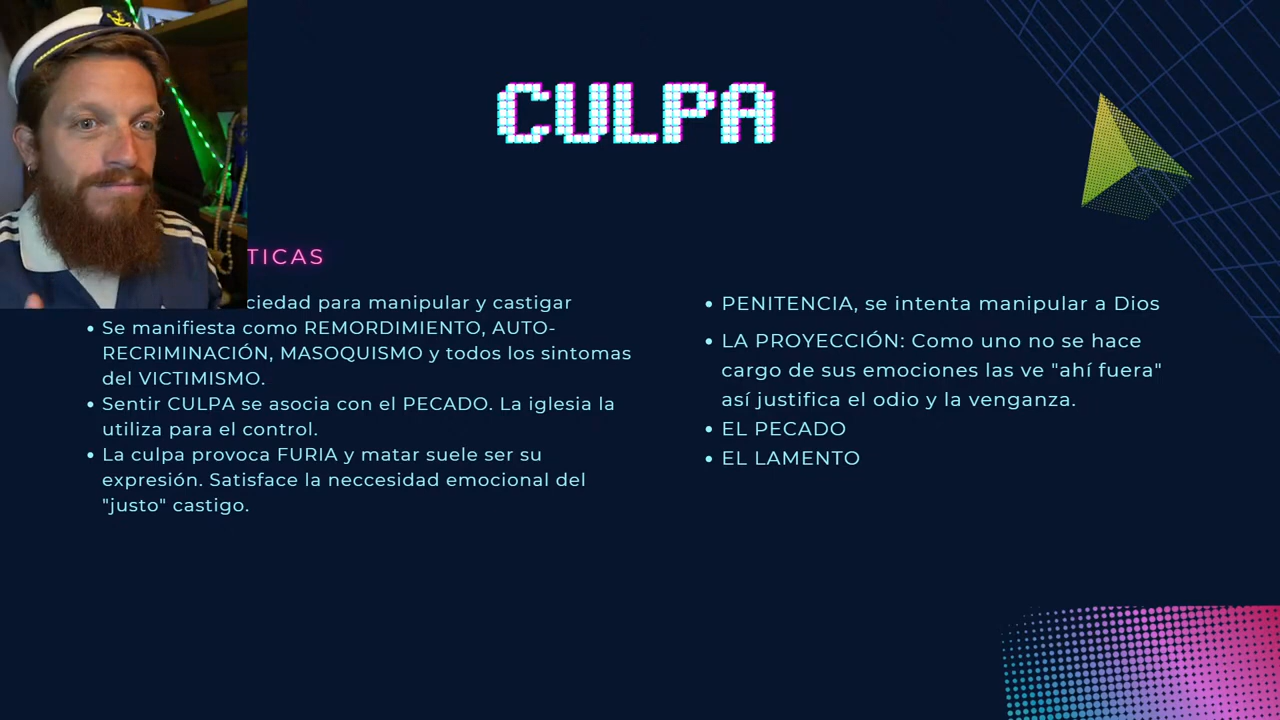 CULPA
TICAS
ciedad para manipular y castigar
• Se manifiesta como REMORDIMIENTO, AUTO-
RECRIMINACIÓN, MASOQUISMO y todos los sintomas
del VICTIMISMO.
• Sentir CULPA se asocia con el PECADO. La iglesia la
utiliza para el control.
• La culpa provoca FURIA y matar suele ser su
expresión. Satisface la neccesidad emocional del
"justo" castigo.
• PENITENCIA, se intenta manipular a Dios
• LA PROYECCIÓN: Como uno no se hace
cargo de sus emociones las ve "ahí fuera"
así justifica el odio y la venganza.
• EL PECADO
• EL LAMENTO